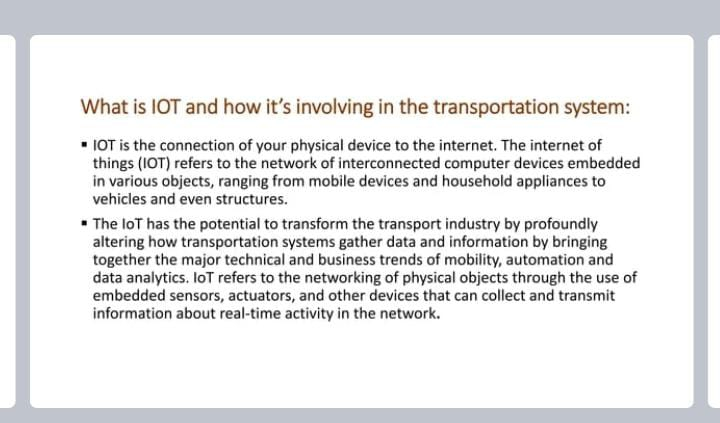 What is IOT and how it's involving in the transportation system:
▪ IOT is the connection of your physical device to the internet. The internet of
things (IOT) refers to the network of interconnected computer devices embedded
in various objects, ranging from mobile devices and household appliances to
vehicles and even structures.
▪ The IoT has the potential to transform the transport industry by profoundly
altering how transportation systems gather data and information by bringing
together the major technical and business trends of mobility, automation and
data analytics. IoT refers to the networking of physical objects through the use of
embedded sensors, actuators, and other devices that can collect and transmit
information about real-time activity in the network.